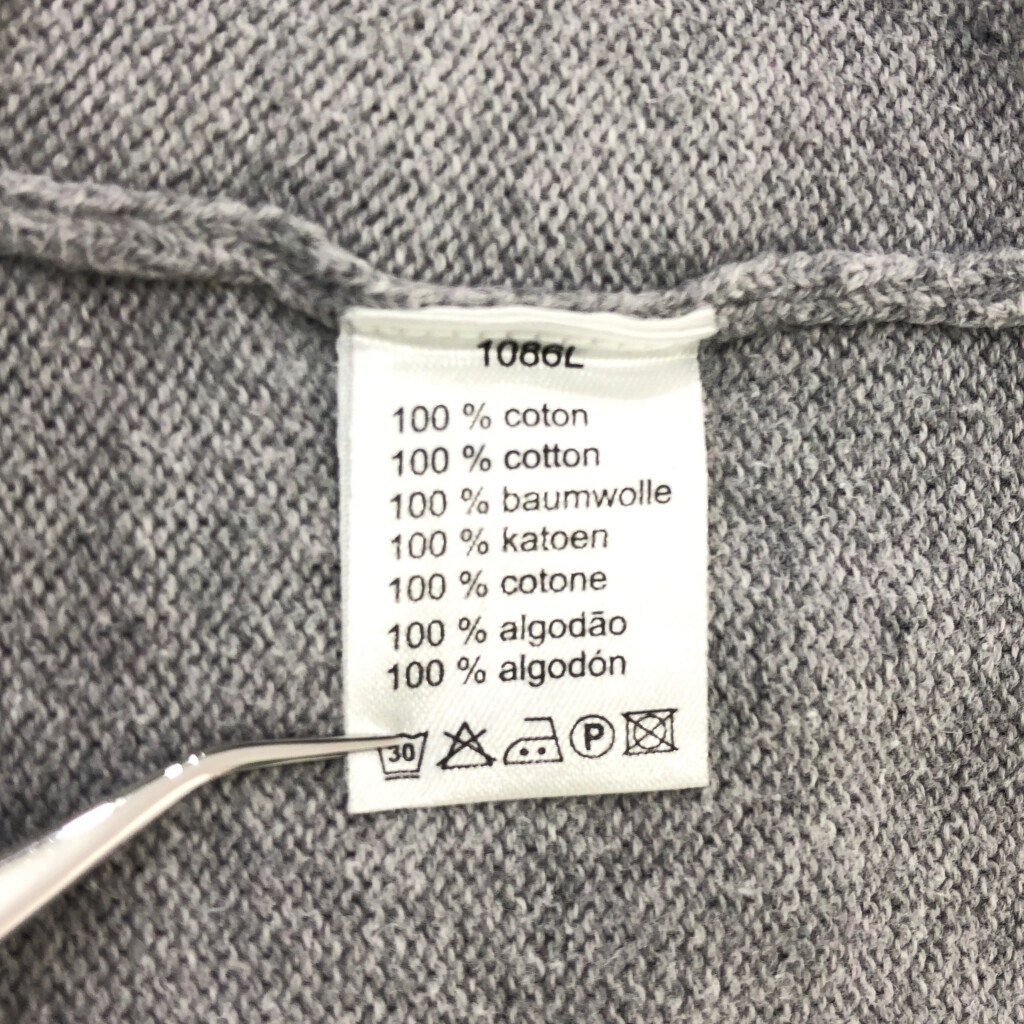 1086L
100 % coton
100 % cotton
100 % baumwolle
100 % katoen
100 % cotone
100 % algodão
100 % algodón
30 P